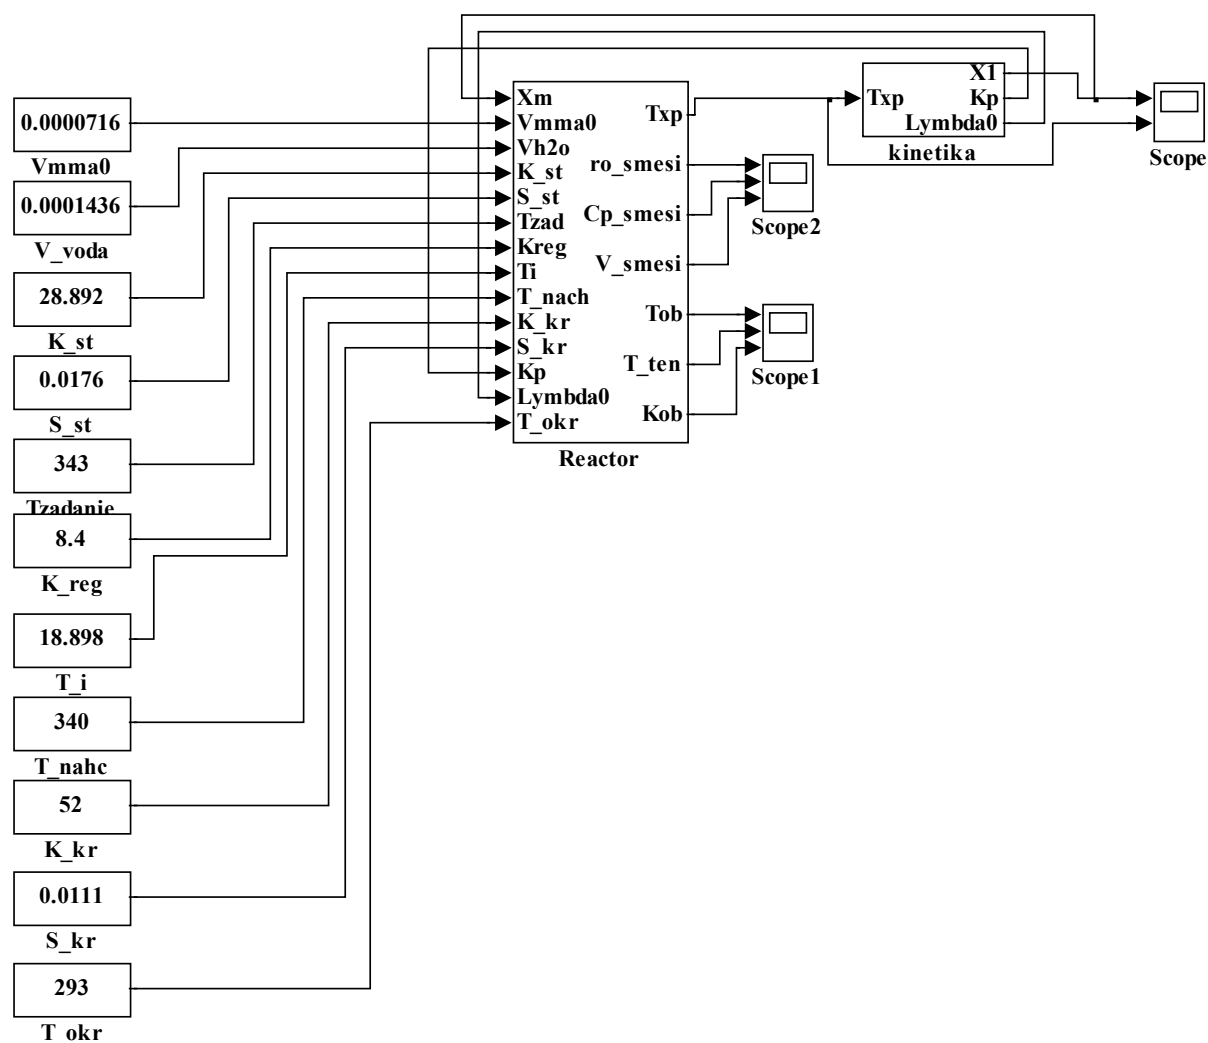 0.0000716
Vmma0
0.0001436
V_voda
28.892
K_st
0.0176
S_st
343
Tzadanie
8.4
K_reg
18.898
T_i
340
T_nahc
52
K_kr
0.0111
S_kr
293
T_okr
Xm
Vmma0
Vh2o
K_st
S_st
Tzad
Kreg
Ti
T_nach
K_kr
S_kr
Kp
Lymbda0
T_okr
Txp
ro_smesi
Cp_smesi
V_smesi
Tob
T_ten
Kob
Reactor
Scope2
Scope1
Txp
X1
Kp
Lymbda0
kinetika
Scope